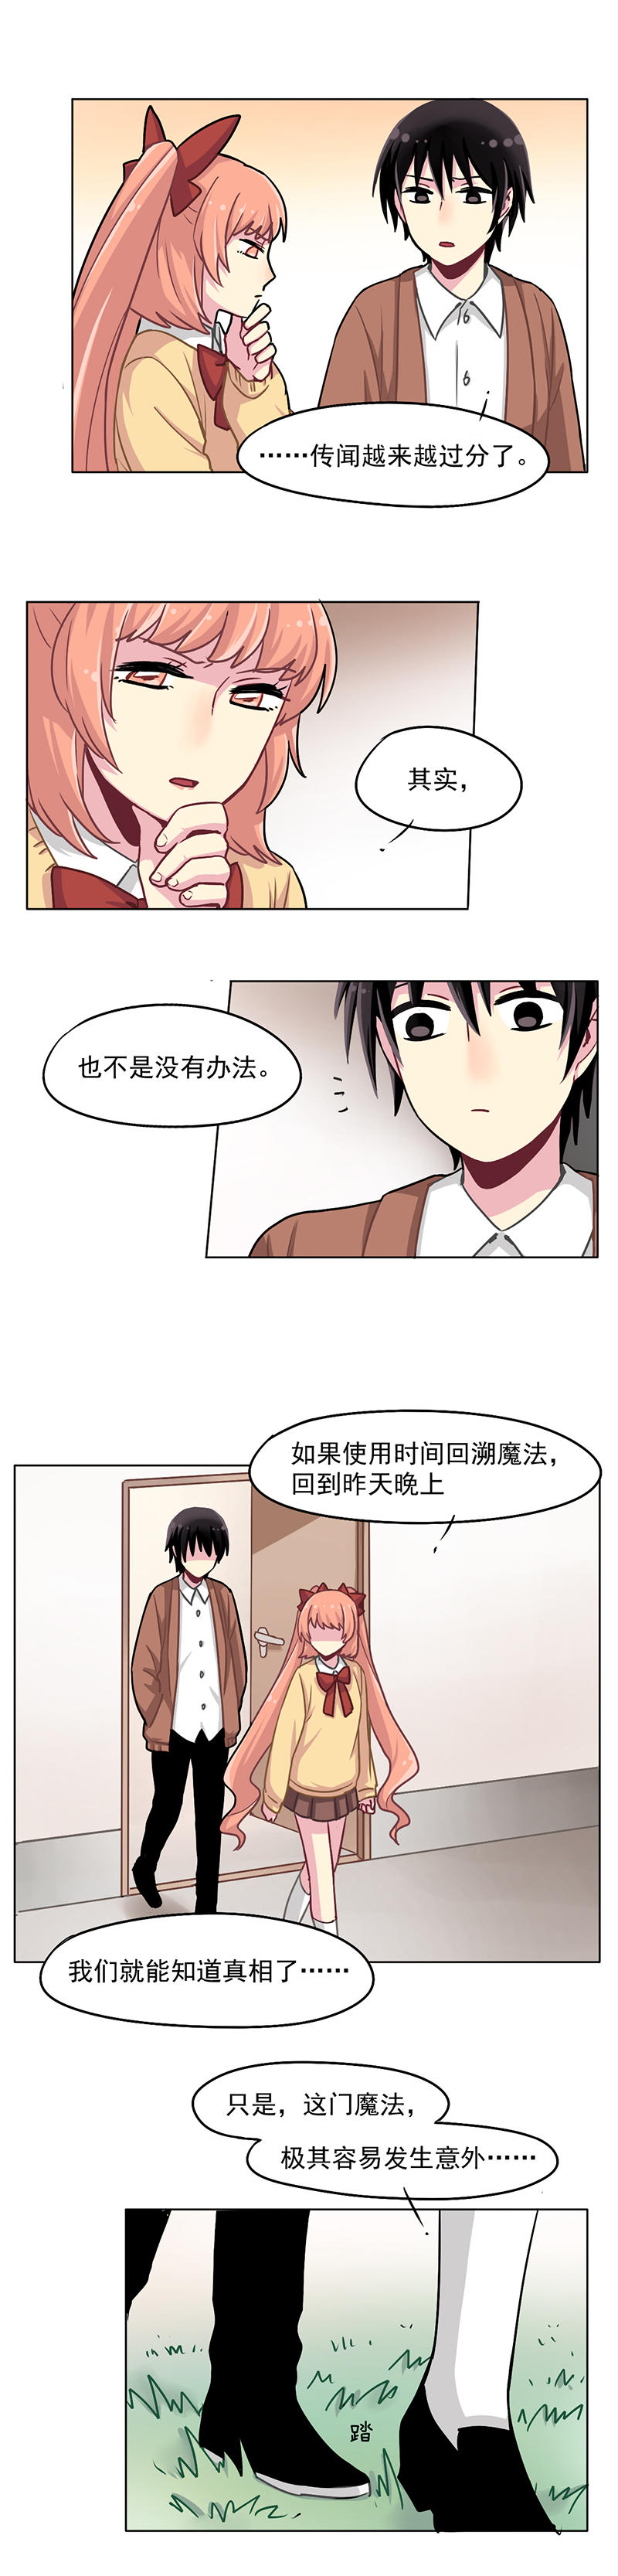 ……传闻越来越过分了。
其实，
也不是没有办法。
如果使用时间回溯魔法，
回到昨天晚上
我们就能知道真相了……
只是，这门魔法，
极其容易发生意外……
踏